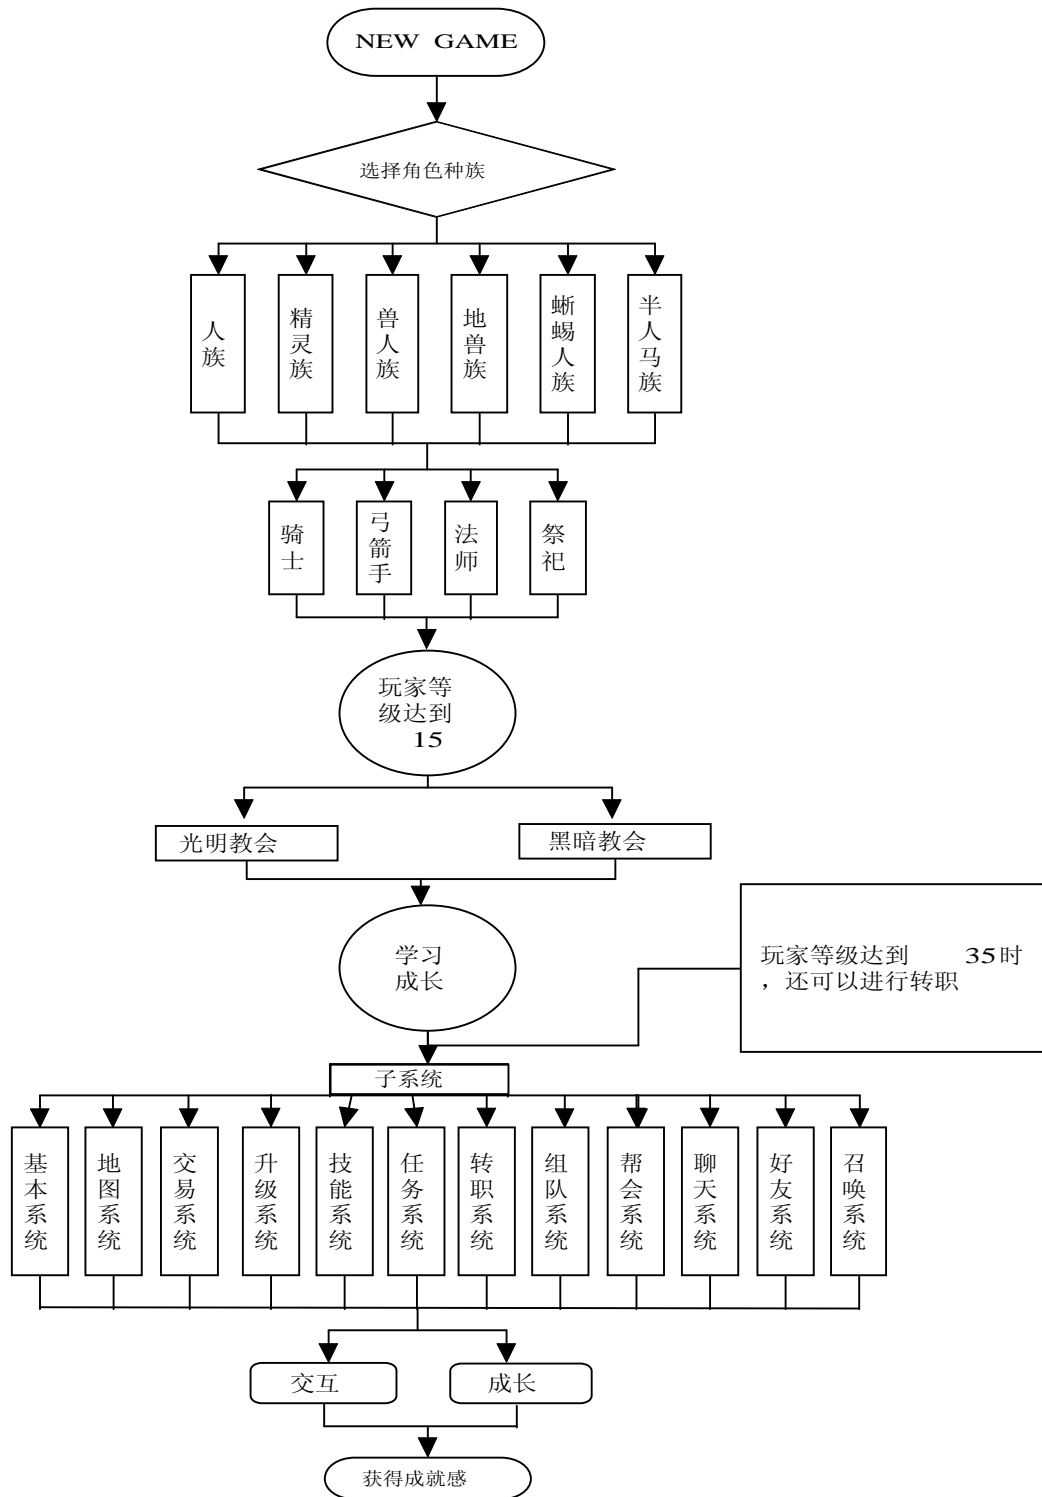 NEW GAME
选择角色种族
人族
精灵族
兽人族
地兽族
蜥蜴人族
半人马族
骑士
弓箭手
法师
祭祀
玩家等
级达到
15
光明教会
黑暗教会
学习
成长
玩家等级达到 35时
，还可以进行转职
子系统
基本系统
地图系统
交易系统
升级系统
技能系统
任务系统
转职系统
组队系统
帮会系统
聊天系统
好友系统
召唤系统
交互
成长
获得成就感